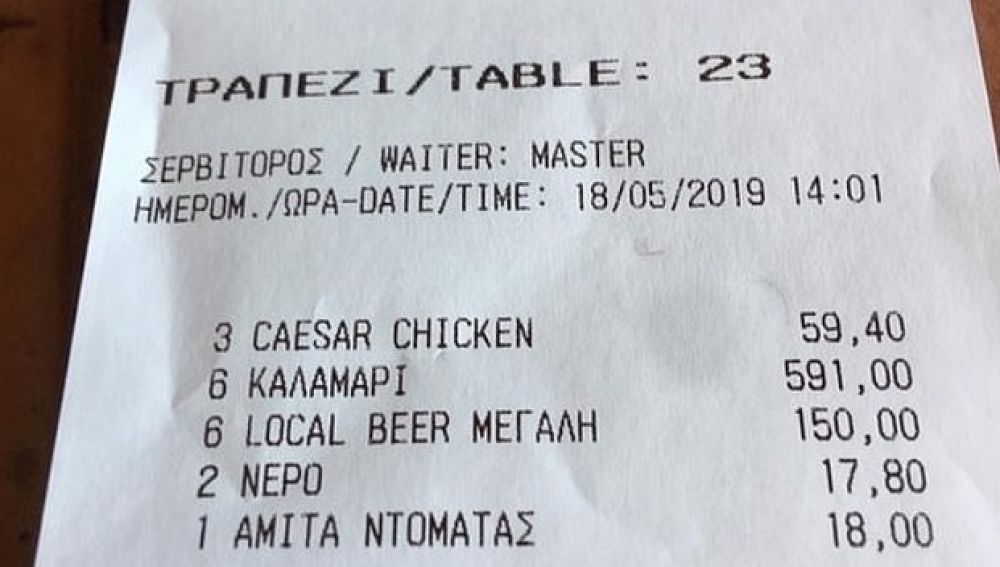 ΤΡΑΠΕΖΙ/TABLE: 23
ΣΕΡΒΙΤΟΡΟΣ / WAITER: MASTER
ΗΜΕΡΟΜ./ΩΡΑ-DATE/TIME: 18/05/2019 14:01
3 CAESAR CHICKEN 59,40
6 ΚΑΛΑΜΑΡΙ 591,00
6 LOCAL BEER ΜΕΓΑΛΗ 150,00
2 ΝΕΡΟ 17,80
1 ΑΜΙΤΑ ΝΤΟΜΑΤΑΣ 18,00